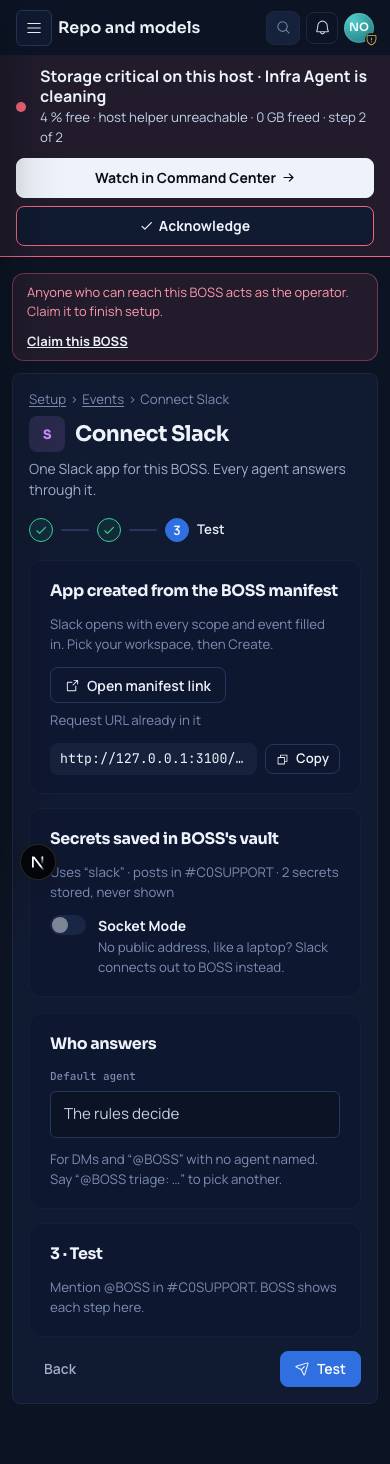 Repo and models
NO
Storage critical on this host · Infra Agent is
cleaning
4 % free · host helper unreachable · 0 GB freed · step 2
of 2
Watch in Command Center →
Acknowledge
Anyone who can reach this BOSS acts as the operator.
Claim it to finish setup.
Claim this BOSS
Setup › Events › Connect Slack
S
Connect Slack
One Slack app for this BOSS. Every agent answers
through it.
3 Test
App created from the BOSS manifest
Slack opens with every scope and event filled
in. Pick your workspace, then Create.
Open manifest link
Request URL already in it
http://127.0.0.1:3100/…
Copy
Secrets saved in BOSS's vault
N
Uses “slack” · posts in #C0SUPPORT · 2 secrets
stored, never shown
Socket Mode
No public address, like a laptop? Slack
connects out to BOSS instead.
Who answers
Default agent
The rules decide
For DMs and “@BOSS” with no agent named.
Say “@BOSS triage: …” to pick another.
3 · Test
Mention @BOSS in #C0SUPPORT. BOSS shows
each step here.
Back
Test